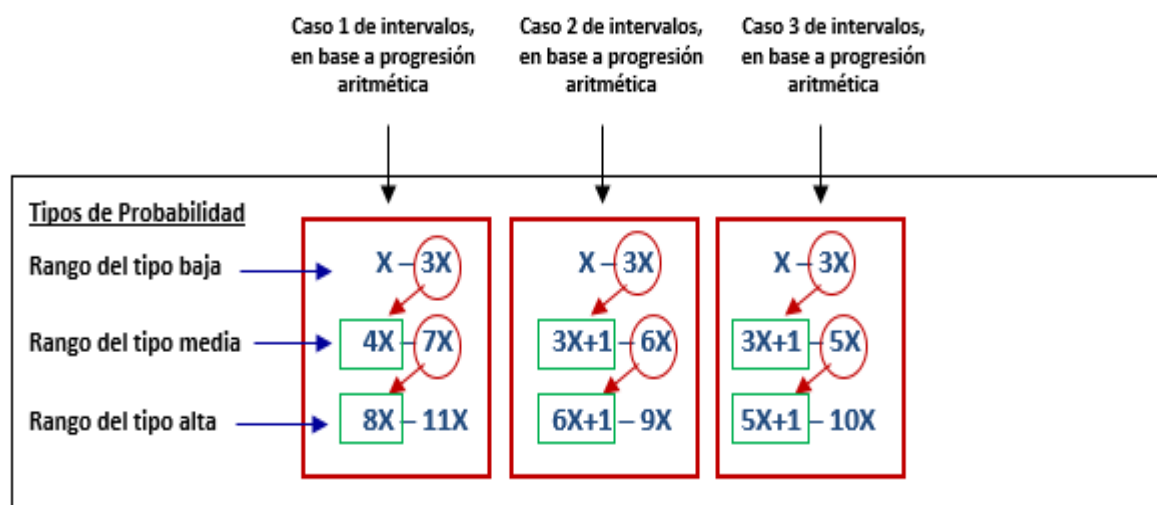 Caso 1 de intervalos,
en base a progresión
aritmética
Caso 2 de intervalos,
en base a progresión
aritmética
Caso 3 de intervalos,
en base a progresión
aritmética
Tipos de Probabilidad
Rango del tipo baja
X – 3X
X – 3X
X – 3X
Rango del tipo media
4X – 7X
3X+1 – 6X
3X+1 – 5X
Rango del tipo alta
8X – 11X
6X+1 – 9X
5X+1 – 10X